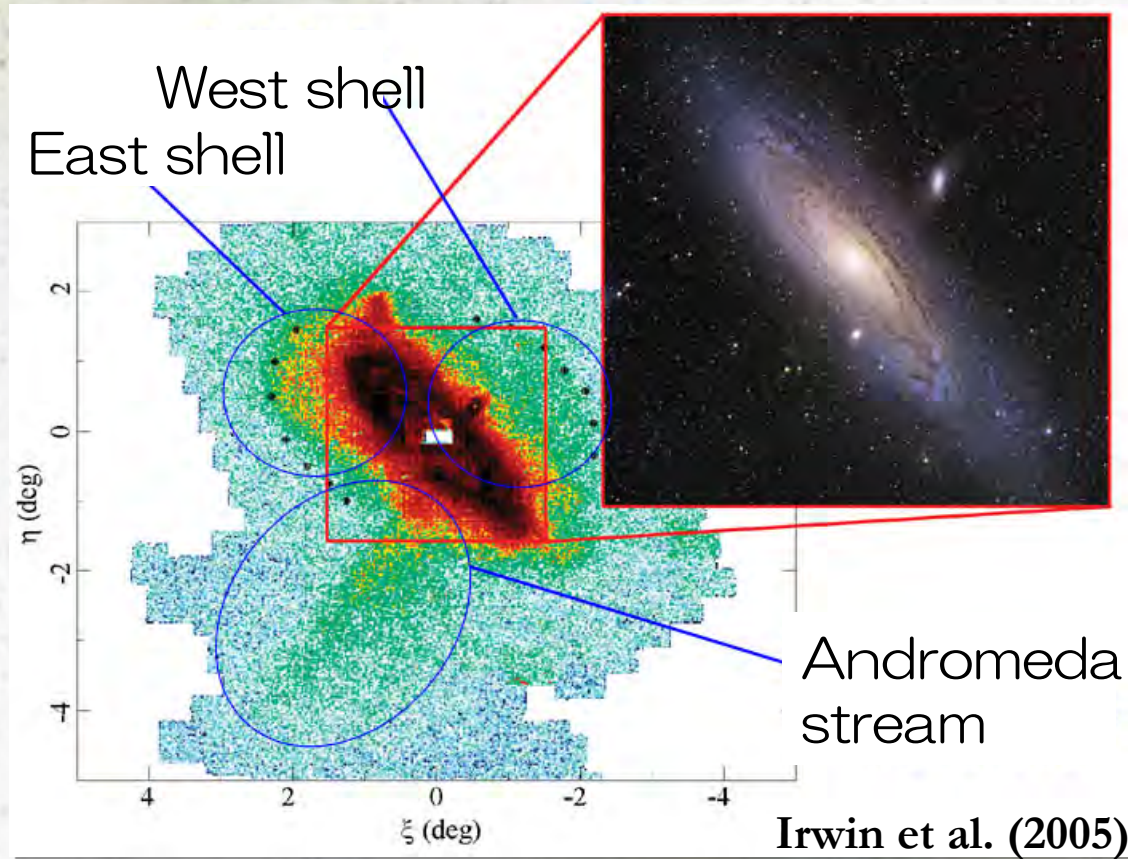 West shell
East shell
2
0
-2
-4
η (deg)
4
2
0
-2
-4
ξ (deg)
Andromeda
stream
Irwin et al. (2005)